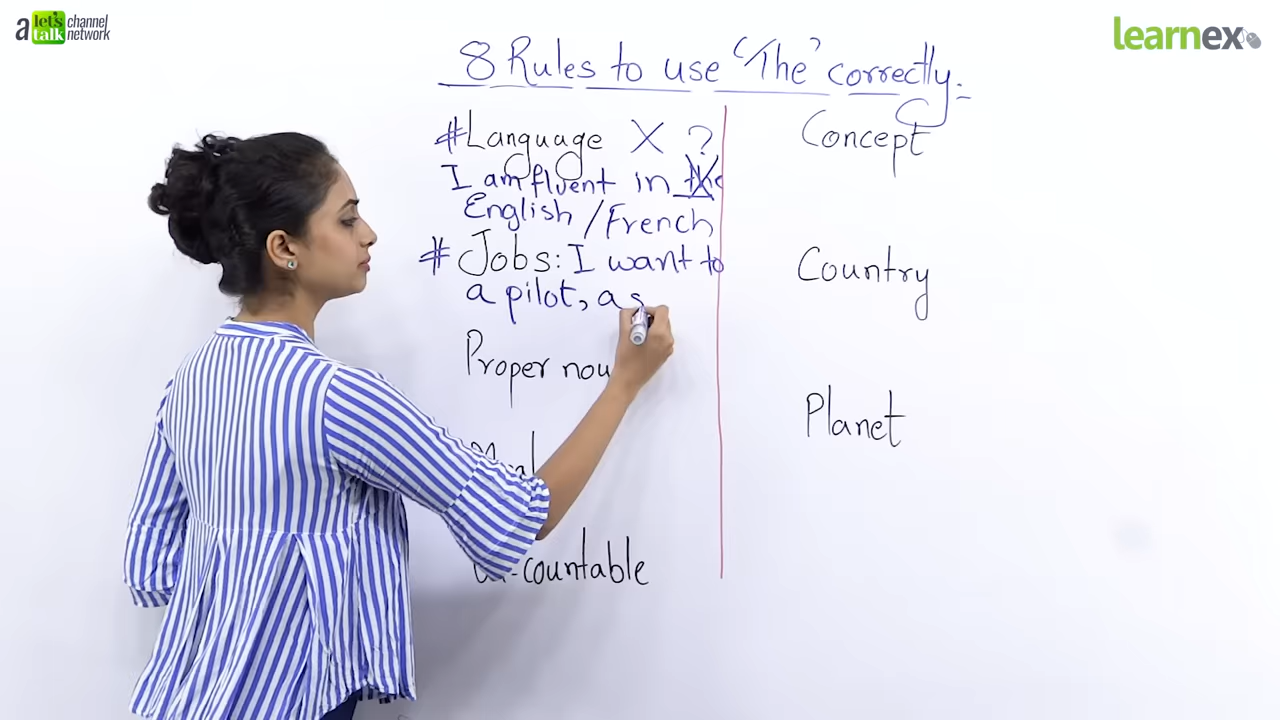 a let's talk channel network
learnex
8 Rules to use 'The' correctly.
#Language X ?
I am fluent in the
English / French
# Jobs: I want to
a pilot, a s
Proper nou
countable
Concept
Country
Planet